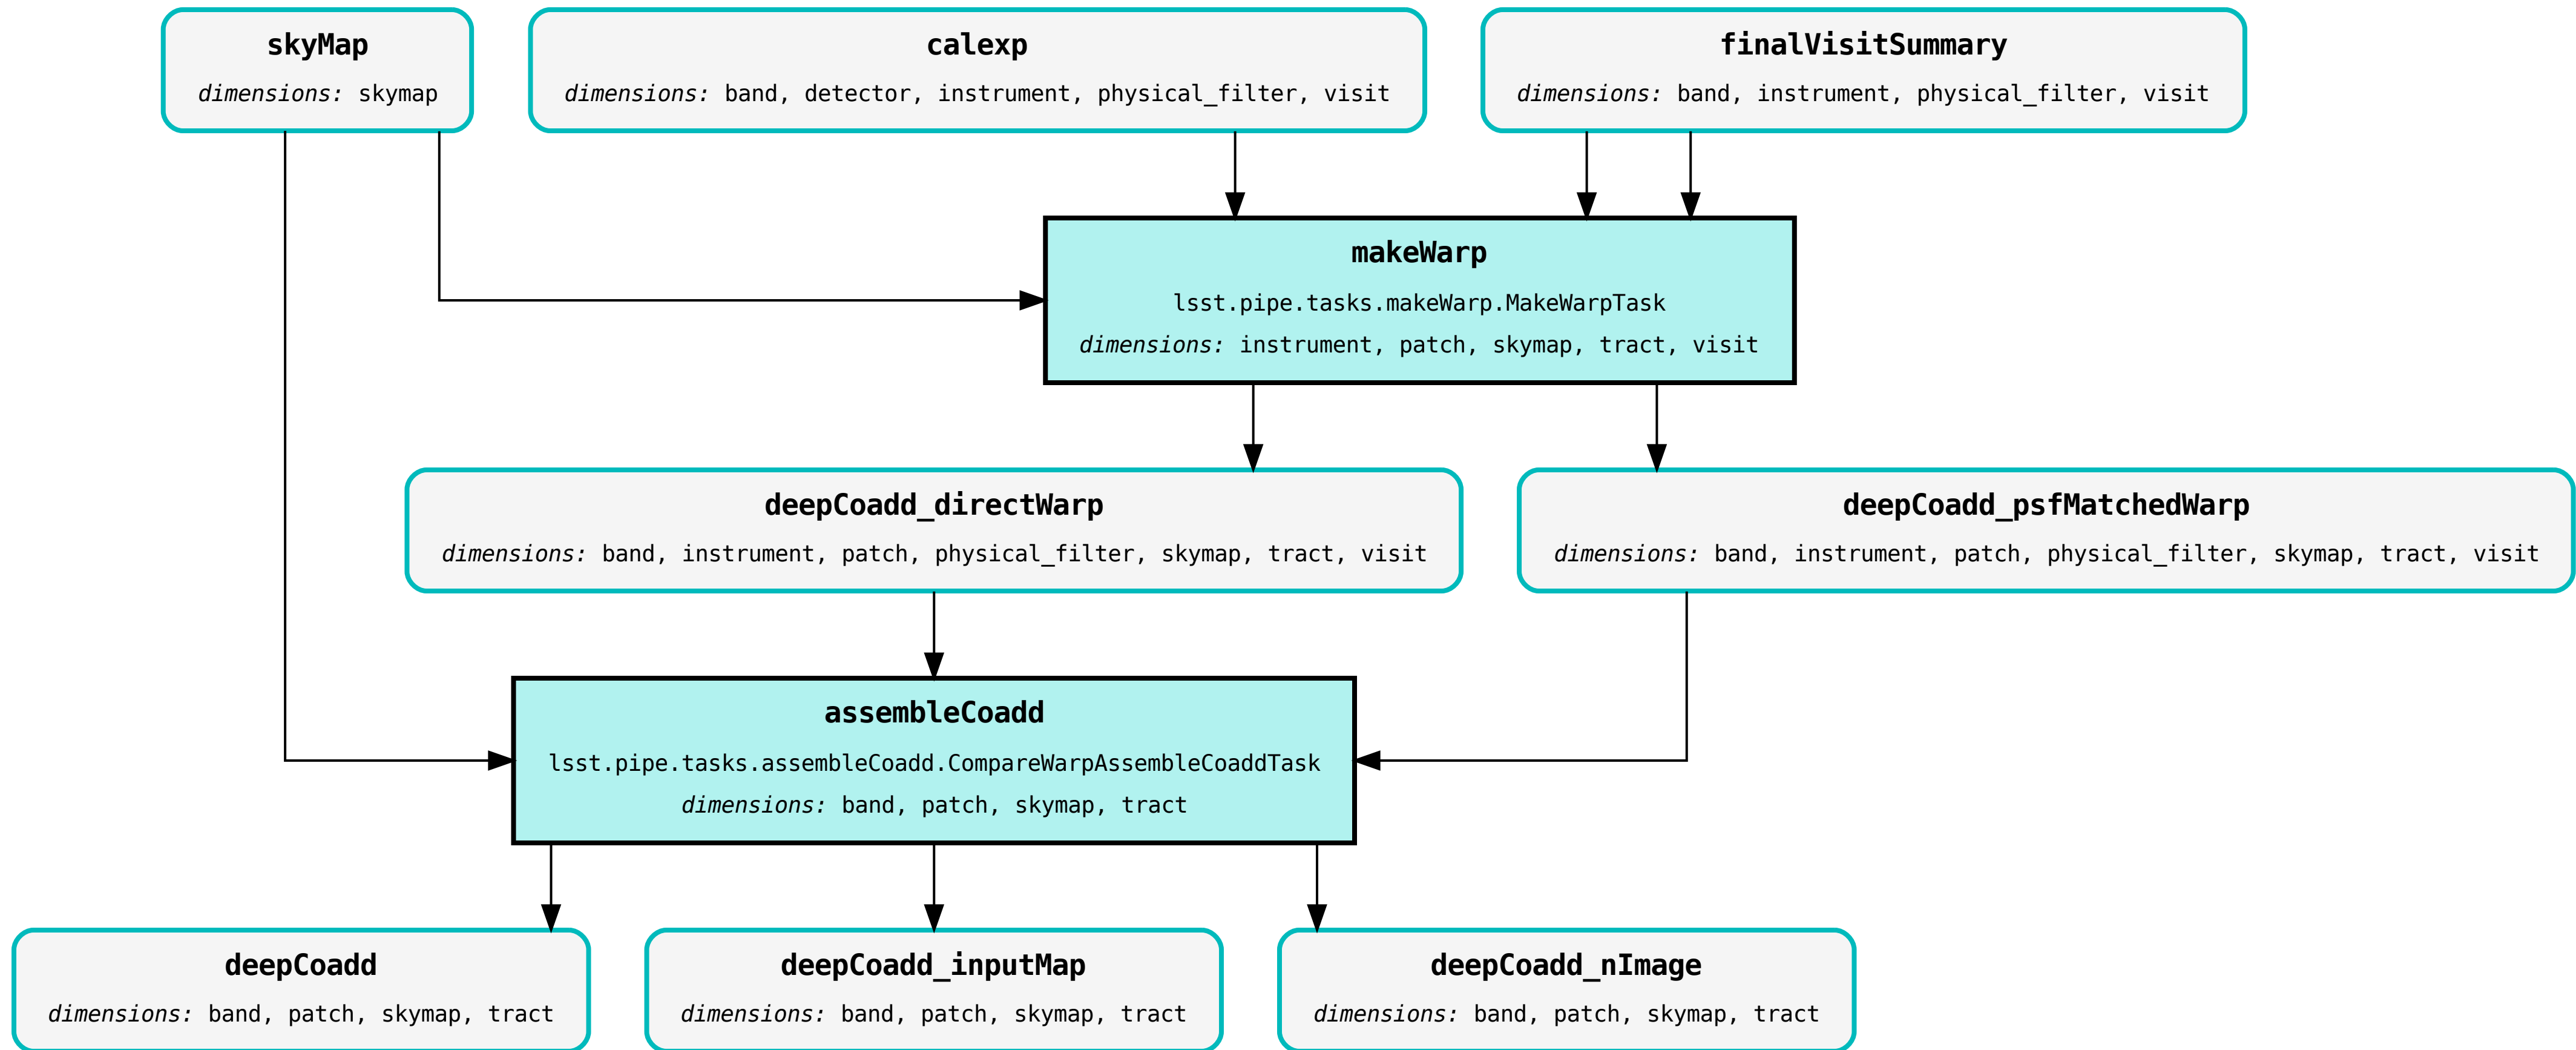 skyMap
dimensions: skymap
calexp
dimensions: band, detector, instrument, physical_filter, visit
finalVisitSummary
dimensions: band, instrument, physical_filter, visit
makeWarp
lsst.pipe.tasks.makeWarp.MakeWarpTask
dimensions: instrument, patch, skymap, tract, visit
deepCoadd_directWarp
dimensions: band, instrument, patch, physical_filter, skymap, tract, visit
deepCoadd_psfMatchedWarp
dimensions: band, instrument, patch, physical_filter, skymap, tract, visit
assembleCoadd
lsst.pipe.tasks.assembleCoadd.CompareWarpAssembleCoaddTask
dimensions: band, patch, skymap, tract
deepCoadd
dimensions: band, patch, skymap, tract
deepCoadd_inputMap
dimensions: band, patch, skymap, tract
deepCoadd_nImage
dimensions: band, patch, skymap, tract